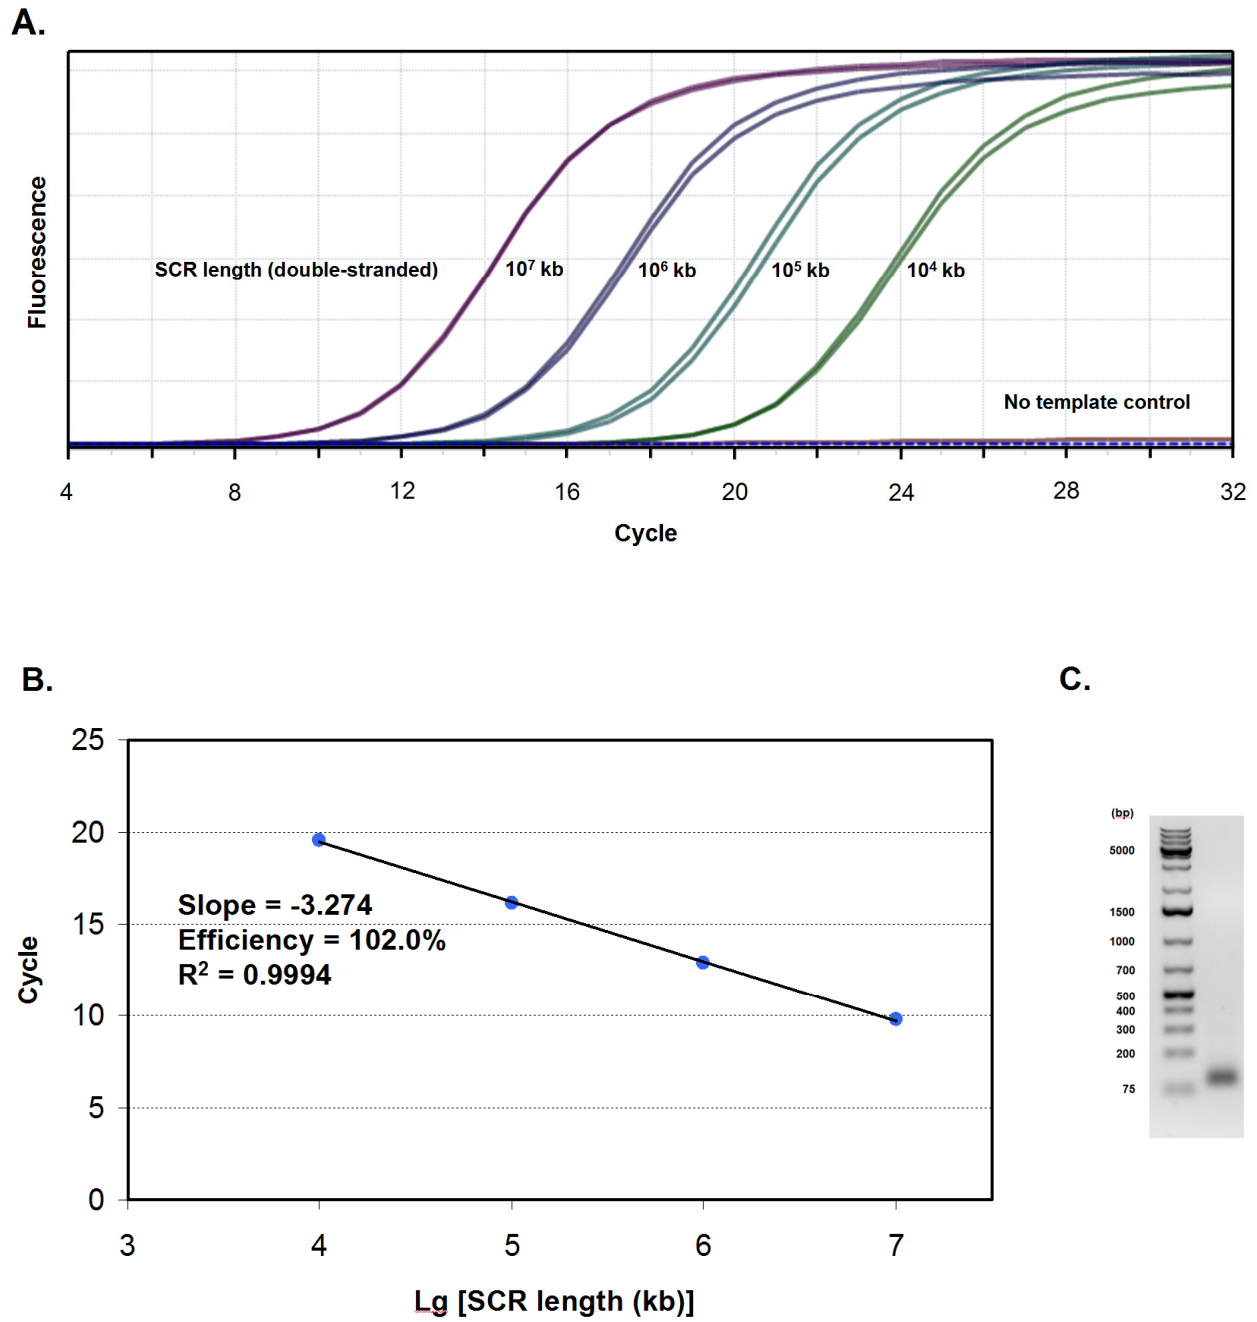 A.
Fluorescence
SCR length (double-stranded)
10⁷ kb
10⁶ kb
10⁵ kb
10⁴ kb
No template control
4 8 12 16 20 24 28 32
Cycle
B.
25
20
15
10
5
0
Cycle
Slope = -3.274
Efficiency = 102.0%
R² = 0.9994
3 4 5 6 7
Lg [SCR length (kb)]
C.
(bp)
5000
1500
1000
700
500
400
300
200
75